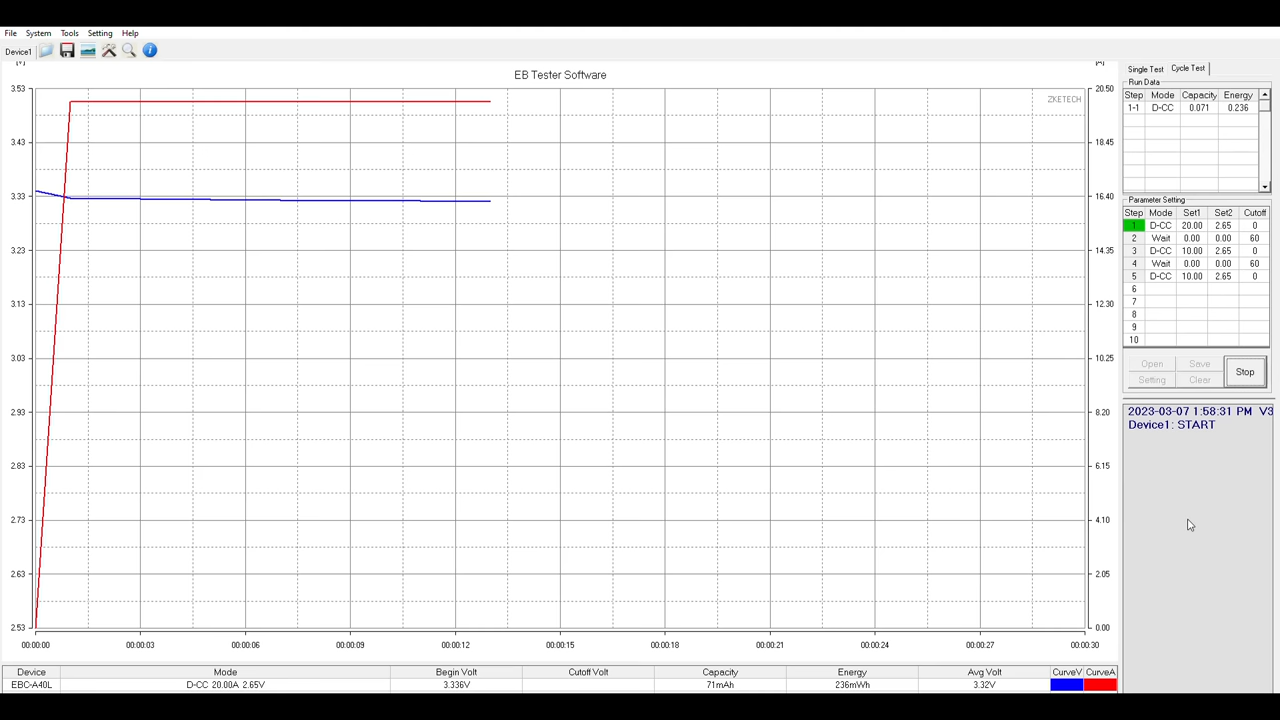 File System Tools Setting Help
Device1
[V] EB Tester Software [A]
3.53 20.50
ZKETECH
3.43 18.45
3.33 16.40
3.23 14.35
3.13 12.30
3.03 10.25
2.93 8.20
2.83 6.15
2.73 4.10
2.63 2.05
2.53 0.00
00:00:00 00:00:03 00:00:06 00:00:09 00:00:12 00:00:15 00:00:18 00:00:21 00:00:24 00:00:27 00:00:30
Device Mode Begin Volt Cutoff Volt Capacity Energy Avg Volt CurveV CurveA
EBC-A40L D-CC 20.00A 2.65V 3.336V 71mAh 236mWh 3.32V
Single Test Cycle Test
Run Data
Step Mode Capacity Energy
1-1 D-CC 0.071 0.236
Parameter Setting
Step Mode Set1 Set2 Cutoff
1 D-CC 20.00 2.65 0
2 Wait 0.00 0.00 60
3 D-CC 10.00 2.65 0
4 Wait 0.00 0.00 60
5 D-CC 10.00 2.65 0
6
7
8
9
10
Open Save Stop
Setting Clear
2023-03-07 1:58:31 PM V3
Device1: START